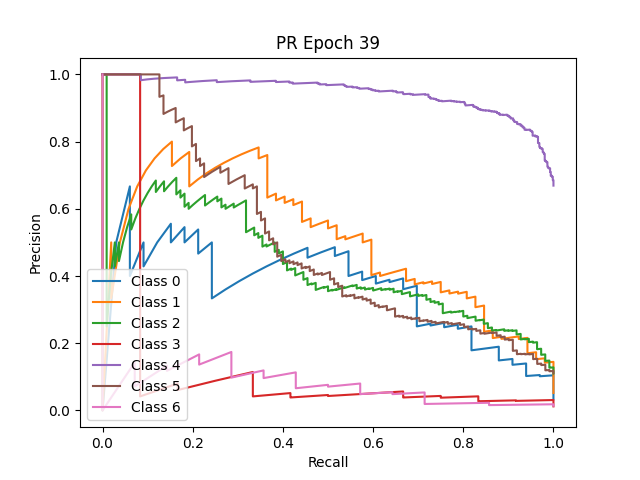 PR Epoch 39
1.0
0.8
0.6
0.4
0.2
0.0
Precision
Class 0
Class 1
Class 2
Class 3
Class 4
Class 5
Class 6
0.0 0.2 0.4 0.6 0.8 1.0
Recall